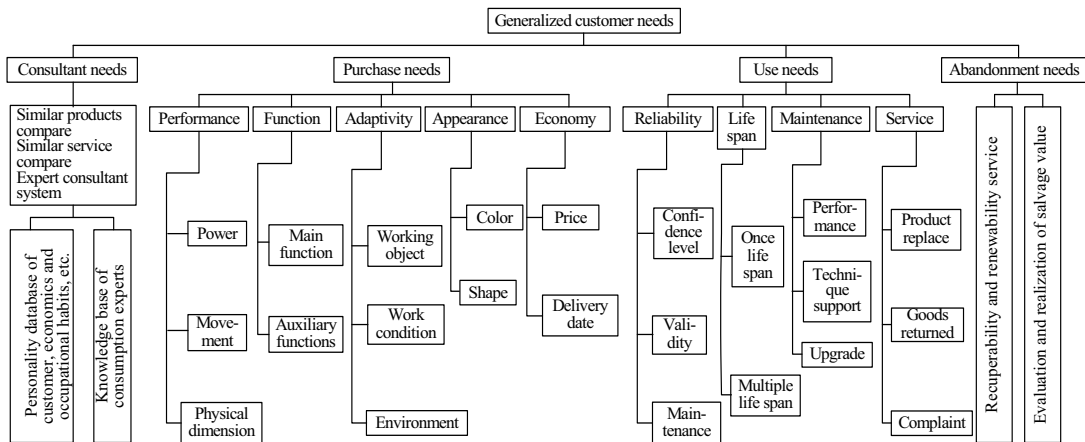 Generalized customer needs
Consultant needs
Purchase needs
Use needs
Abandonment needs
Similar products
compare
Similar service
compare
Expert consultant
system
Performance
Function
Adaptivity
Appearance
Economy
Reliability
Life
span
Maintenance
Service
Personality database of
customer, economics and
occupational habits, etc.
Knowledge base of
consumption experts
Power
Move-
ment
Physical
dimension
Main
function
Auxiliary
functions
Working
object
Work
condition
Environment
Color
Shape
Price
Delivery
date
Confi-
dence
level
Vali-
dity
Main-
tenance
Once
life
span
Multiple
life span
Perfor-
mance
Technique
support
Upgrade
Product
replace
Goods
returned
Complaint
Recuperability and renewability service
Evaluation and realization of salvage value